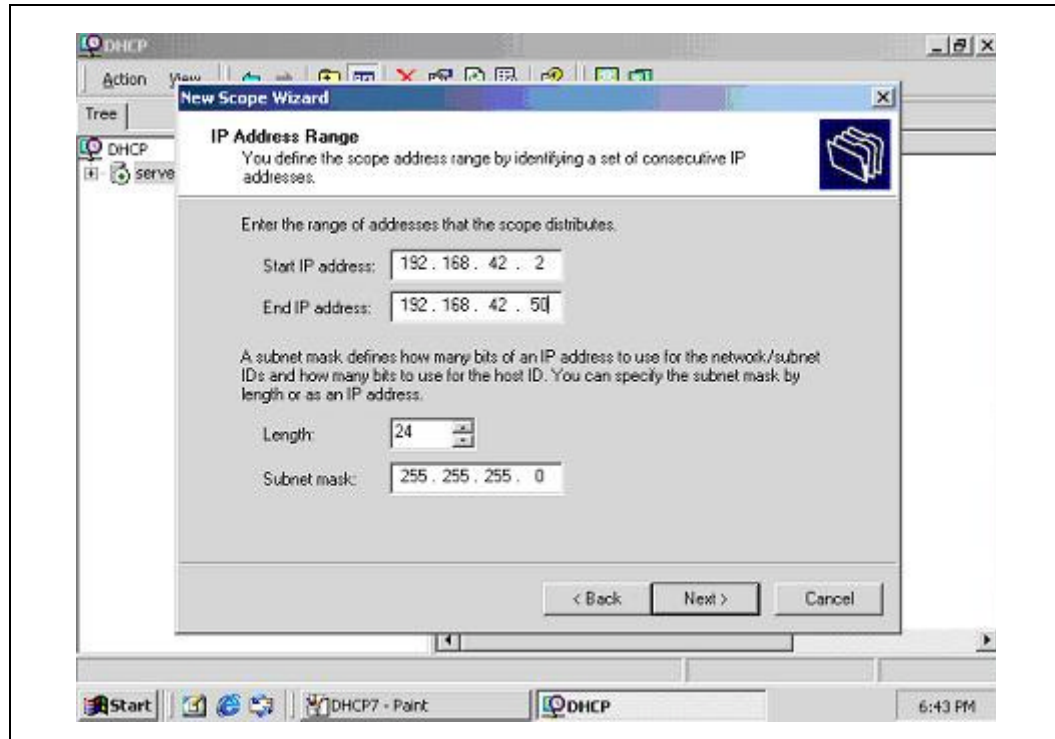 DHCP
Action View
New Scope Wizard
Tree
IP Address Range
You define the scope address range by identifying a set of consecutive IP
addresses.
DHCP
serve
Enter the range of addresses that the scope distributes.
Start IP address: 192 . 168 . 42 . 2
End IP address: 192 . 168 . 42 . 50
A subnet mask defines how many bits of an IP address to use for the network/subnet
IDs and how many bits to use for the host ID. You can specify the subnet mask by
length or as an IP address.
Length: 24
Subnet mask: 255 . 255 . 255 . 0
< Back Next > Cancel
Start DHCP7 - Paint DHCP 6:43 PM